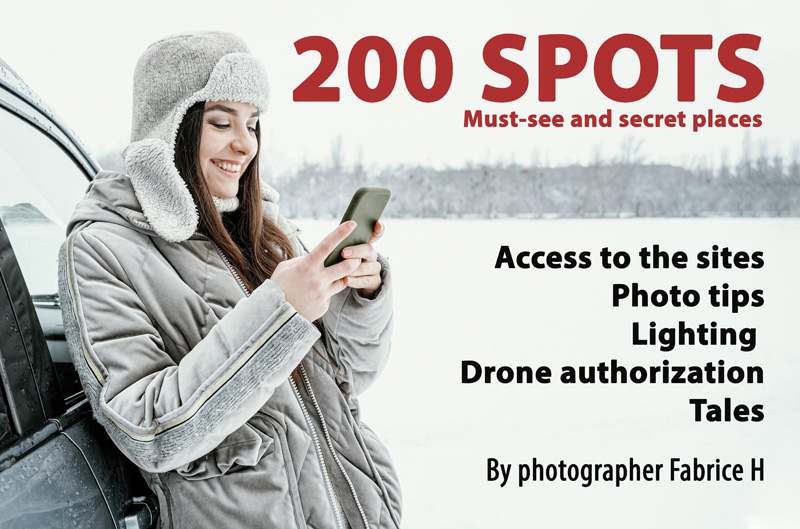 200 SPOTS
Must-see and secret places
Access to the sites
Photo tips
Lighting
Drone authorization
Tales
By photographer Fabrice H